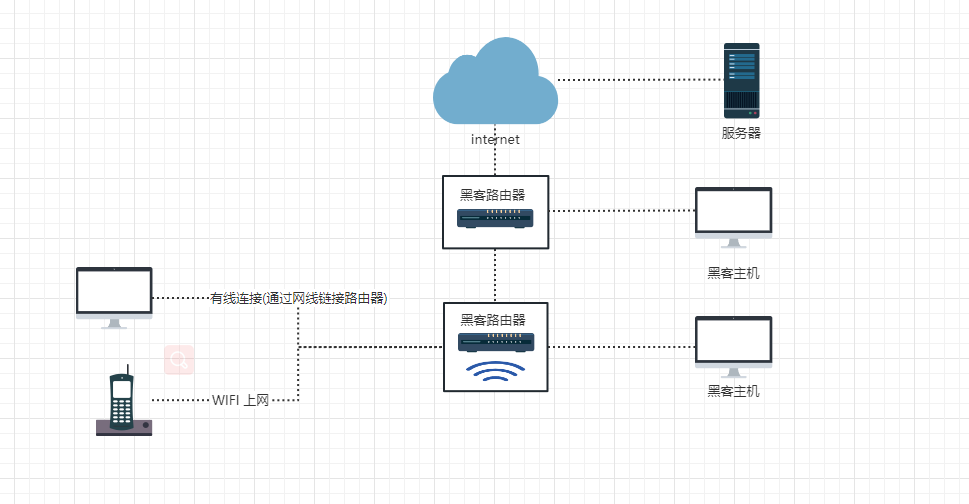 internet
服务器
黑客路由器
黑客主机
有线连接(通过网线链接路由器)
黑客路由器
黑客主机
WIFI 上网